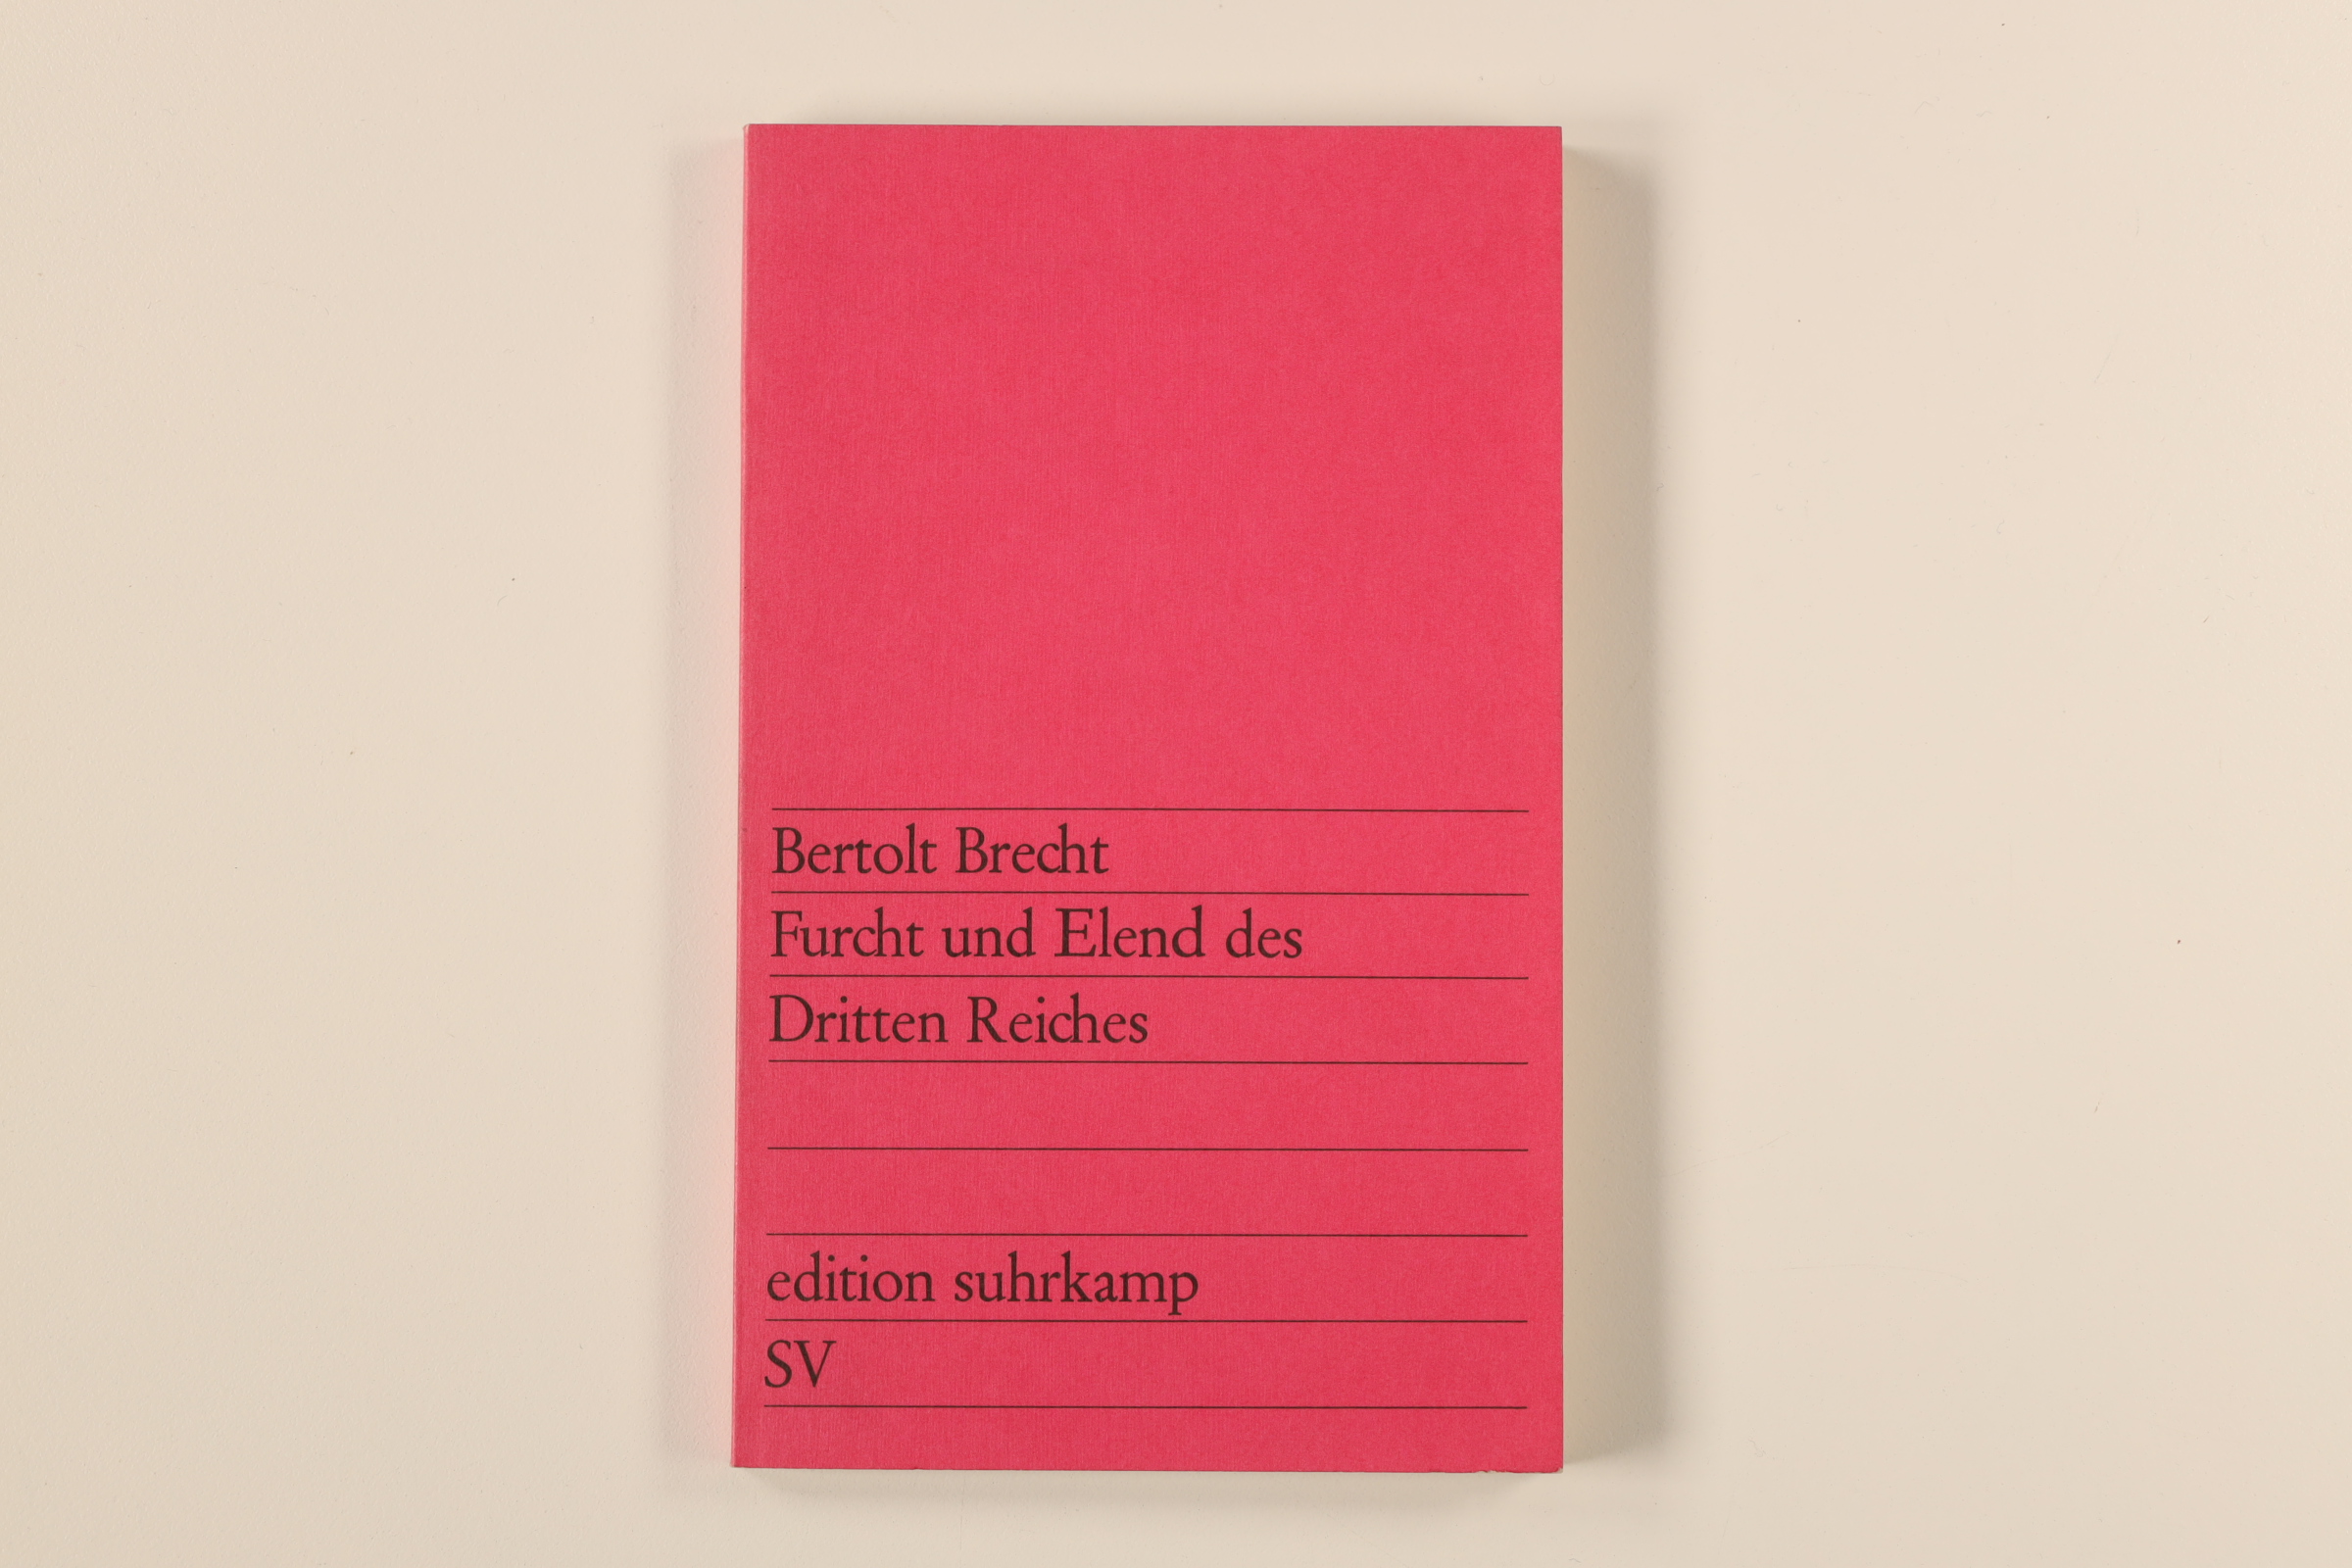 Bertolt Brecht
Furcht und Elend des
Dritten Reiches
edition suhrkamp
SV